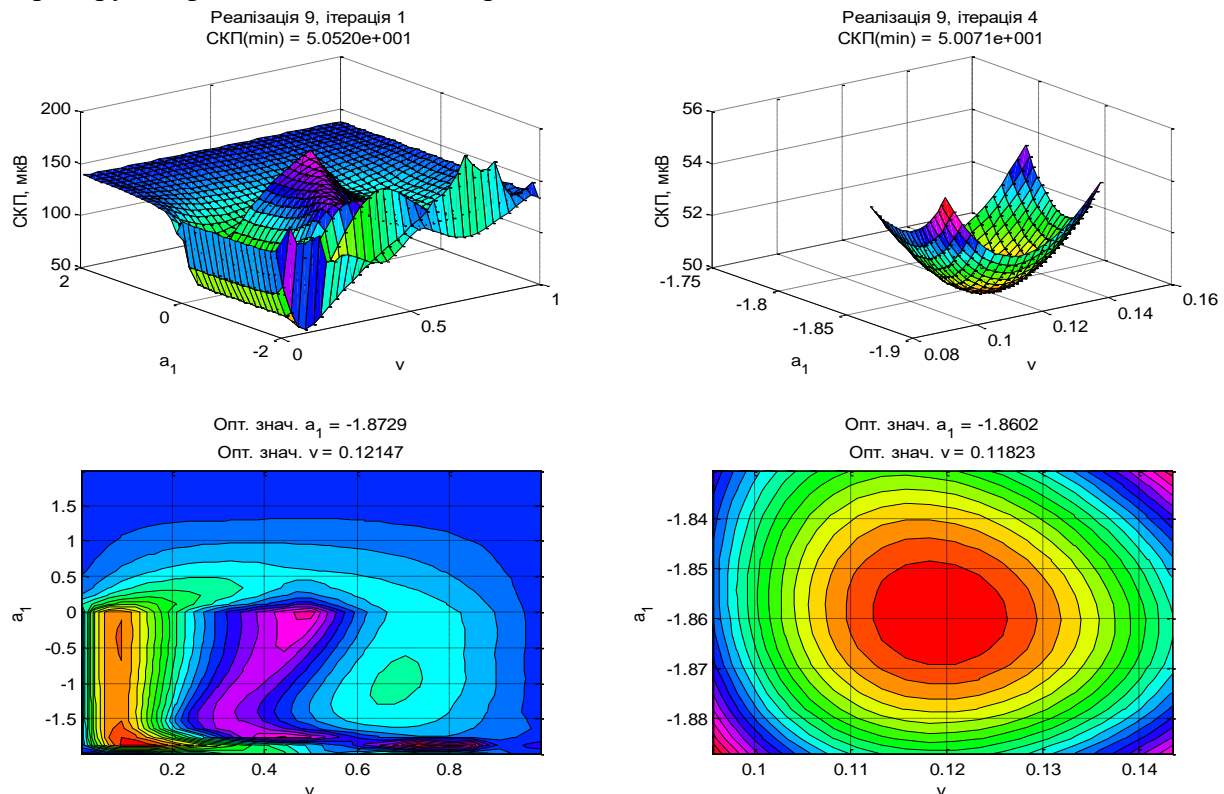 Реалізація 9, ітерація 1
СКП(min) = 5.0520e+001
200
150
100
50
СКП, мкВ
2
0
-2
a1
0
0.5
1
v
Реалізація 9, ітерація 4
СКП(min) = 5.0071e+001
56
54
52
50
СКП, мкВ
-1.75
-1.8
-1.85
-1.9
a1
0.08
0.1
0.12
0.14
0.16
v
Опт. знач. a1 = -1.8729
Опт. знач. v = 0.12147
1.5
1
0.5
0
-0.5
-1
-1.5
a1
0.2
0.4
0.6
0.8
v
Опт. знач. a1 = -1.8602
Опт. знач. v = 0.11823
-1.84
-1.85
-1.86
-1.87
-1.88
a1
0.1
0.11
0.12
0.13
0.14
v